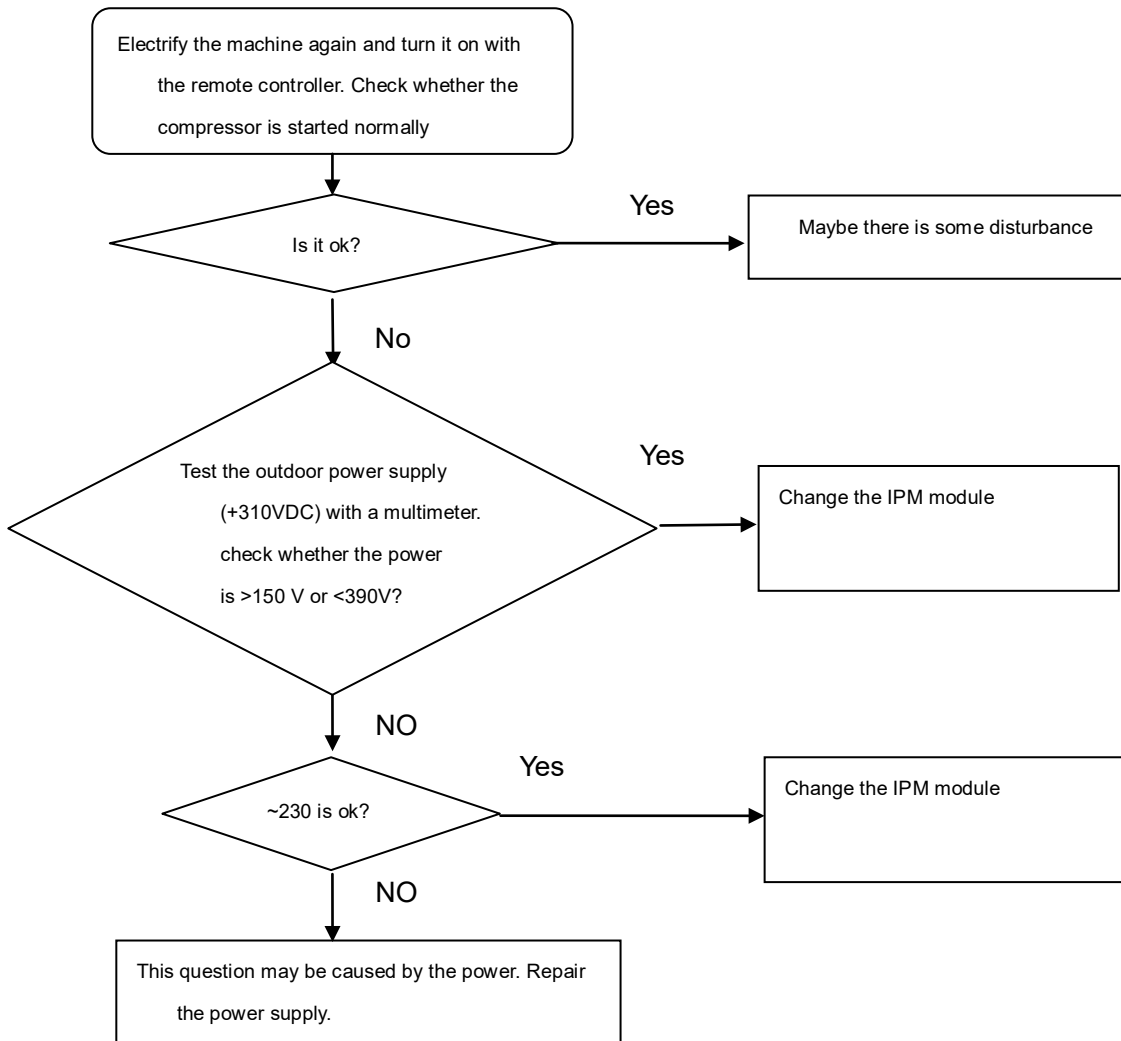 Electrify the machine again and turn it on with
the remote controller. Check whether the
compressor is started normally
Yes
Is it ok?
Maybe there is some disturbance
No
Test the outdoor power supply
(+310VDC) with a multimeter.
check whether the power
is >150 V or <390V?
Yes
Change the IPM module
NO
~230 is ok?
Yes
Change the IPM module
NO
This question may be caused by the power. Repair
the power supply.